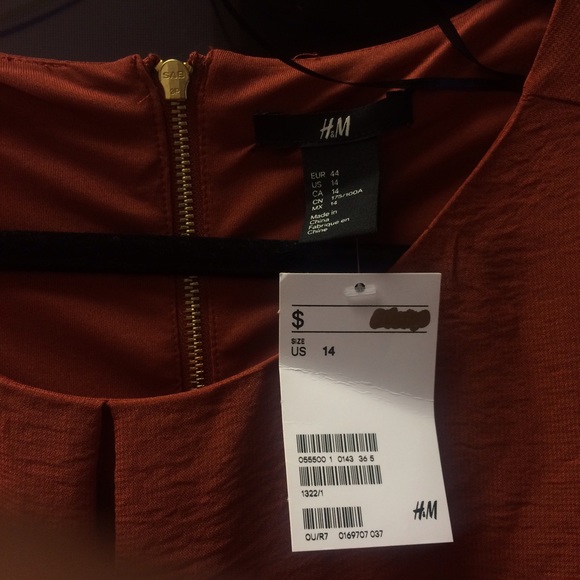 H&M
EUR 44
US 14
CA 14
CN 175/100A
MX 14
Made in
China
Fabriqué en
Chine
$
SIZE
US 14
055500 1 0143 36 5
1322/1
H&M
OU/R7 0169707 037